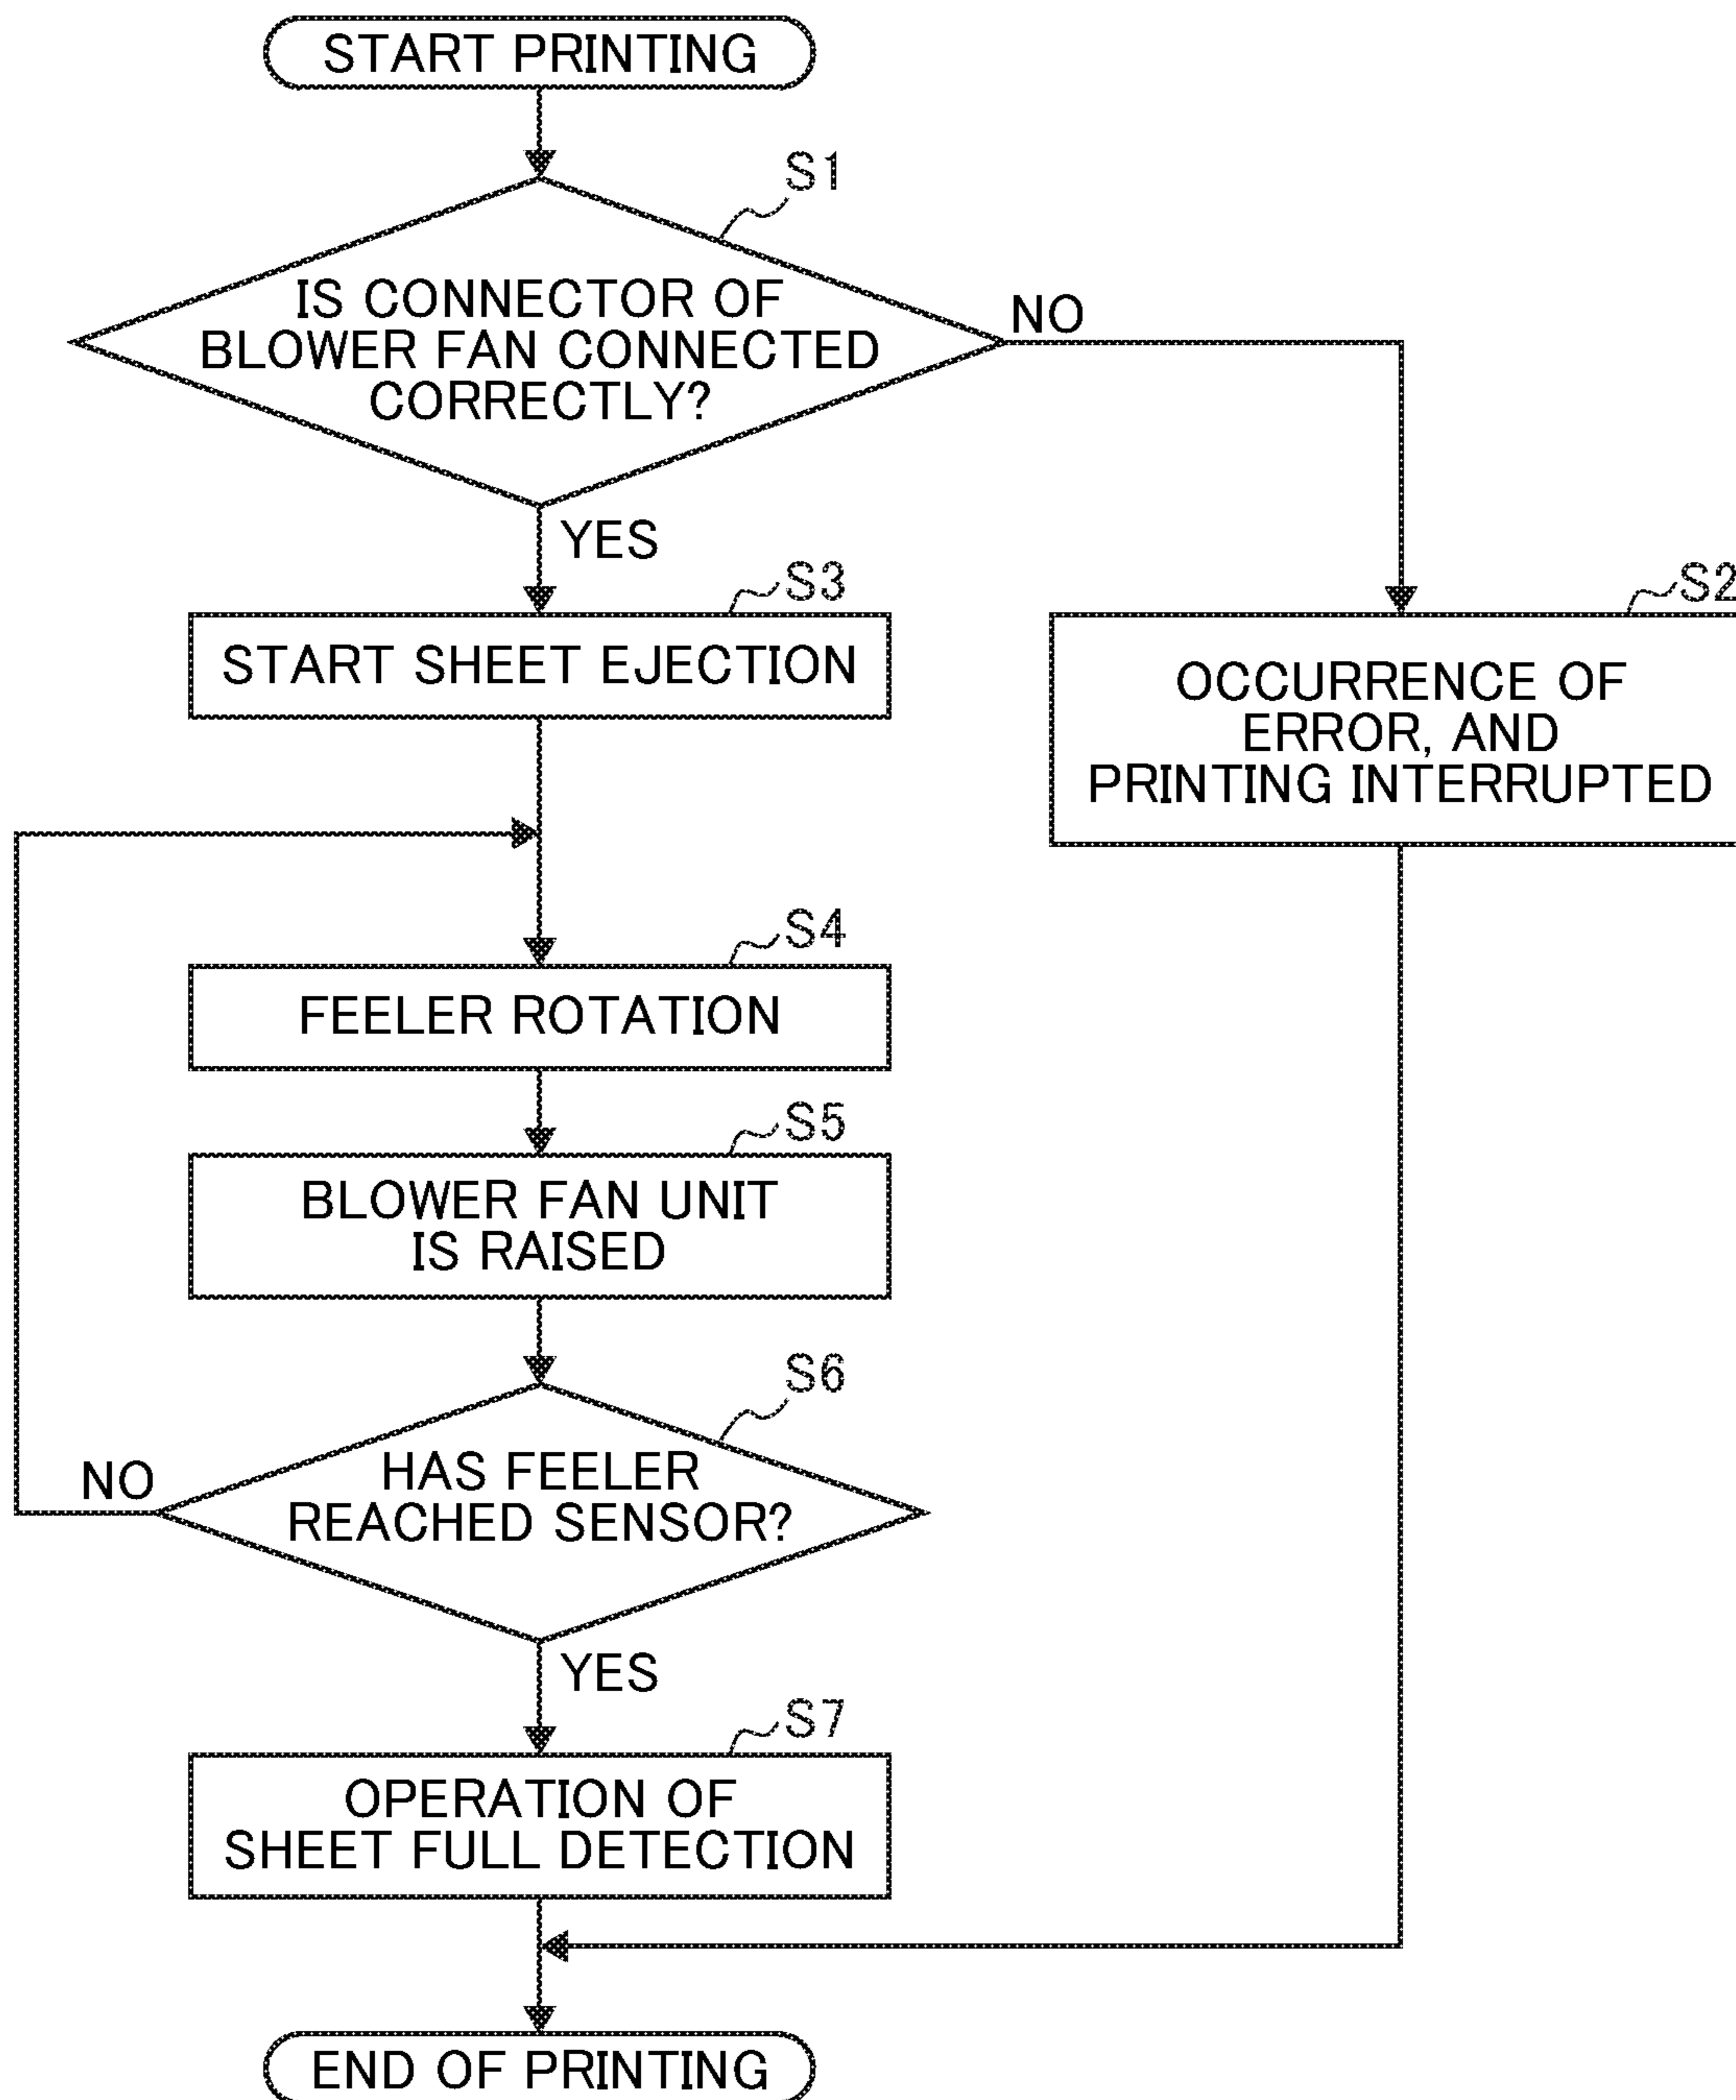 START PRINTING
S1
IS CONNECTOR OF
BLOWER FAN CONNECTED
CORRECTLY?
NO
YES
S3
START SHEET EJECTION
S2
OCCURRENCE OF
ERROR, AND
PRINTING INTERRUPTED
S4
FEELER ROTATION
S5
BLOWER FAN UNIT
IS RAISED
S6
HAS FEELER
REACHED SENSOR?
NO
YES
S7
OPERATION OF
SHEET FULL DETECTION
END OF PRINTING